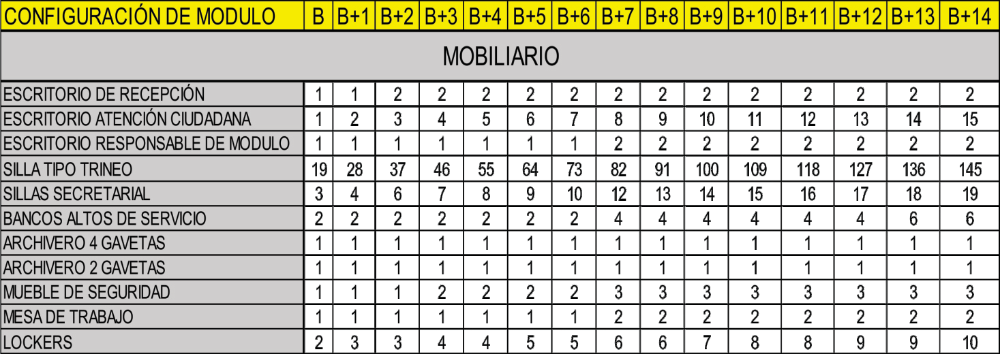 CONFIGURACIÓN DE MODULO B B+1 B+2 B+3 B+4 B+5 B+6 B+7 B+8 B+9 B+10 B+11 B+12 B+13 B+14
MOBILIARIO
ESCRITORIO DE RECEPCIÓN 1 1 2 2 2 2 2 2 2 2 2 2 2 2 2
ESCRITORIO ATENCIÓN CIUDADANA 1 2 3 4 5 6 7 8 9 10 11 12 13 14 15
ESCRITORIO RESPONSABLE DE MODULO 1 1 1 1 1 1 1 2 2 2 2 2 2 2 2
SILLA TIPO TRINEO 19 28 37 46 55 64 73 82 91 100 109 118 127 136 145
SILLAS SECRETARIAL 3 4 6 7 8 9 10 12 13 14 15 16 17 18 19
BANCOS ALTOS DE SERVICIO 2 2 2 2 2 2 2 4 4 4 4 4 4 6 6
ARCHIVERO 4 GAVETAS 1 1 1 1 1 1 1 1 1 1 1 1 1 1 1
ARCHIVERO 2 GAVETAS 1 1 1 1 1 1 1 1 1 1 1 1 1 1 1
MUEBLE DE SEGURIDAD 1 1 1 2 2 2 2 3 3 3 3 3 3 3 3
MESA DE TRABAJO 1 1 1 1 1 1 1 2 2 2 2 2 2 2 2
LOCKERS 2 3 3 4 4 5 5 6 6 7 8 8 9 9 10